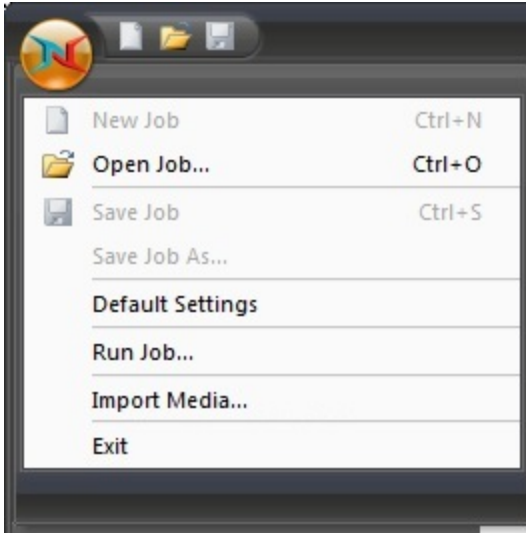 New Job Ctrl+N
Open Job... Ctrl+O
Save Job Ctrl+S
Save Job As...
Default Settings
Run Job...
Import Media...
Exit